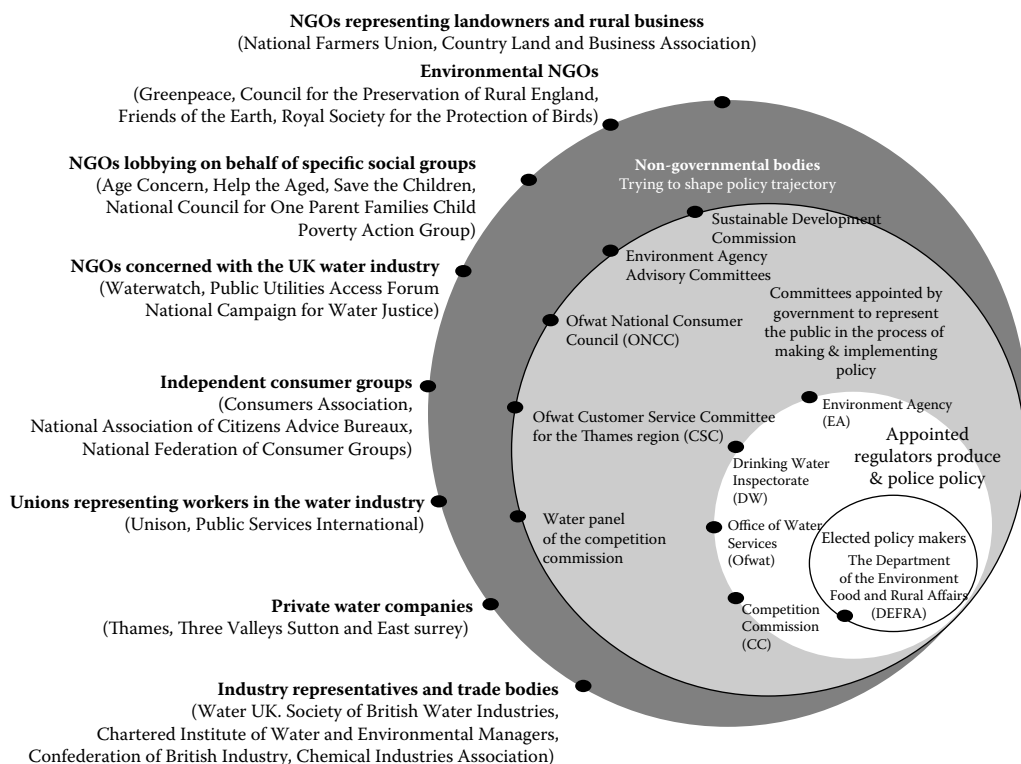 NGOs representing landowners and rural business
(National Farmers Union, Country Land and Business Association)
Environmental NGOs
(Greenpeace, Council for the Preservation of Rural England,
Friends of the Earth, Royal Society for the Protection of Birds)
NGOs lobbying on behalf of specific social groups
(Age Concern, Help the Aged, Save the Children,
National Council for One Parent Families Child
Poverty Action Group)
NGOs concerned with the UK water industry
(Waterwatch, Public Utilities Access Forum
National Campaign for Water Justice)
Independent consumer groups
(Consumers Association,
National Association of Citizens Advice Bureaux,
National Federation of Consumer Groups)
Unions representing workers in the water industry
(Unison, Public Services International)
Private water companies
(Thames, Three Valleys Sutton and East surrey)
Industry representatives and trade bodies
(Water UK. Society of British Water Industries,
Chartered Institute of Water and Environmental Managers,
Confederation of British Industry, Chemical Industries Association)
Non-governmental bodies
Trying to shape policy trajectory
Sustainable Development
Commission
Environment Agency
Advisory Committees
Ofwat National Consumer
Council (ONCC)
Ofwat Customer Service Committee
for the Thames region (CSC)
Water panel
of the competition
commission
Committees appointed by
government to represent
the public in the process of
making & implementing
policy
Environment Agency
(EA)
Drinking Water
Inspectorate
(DW)
Office of Water
Services
(Ofwat)
Competition
Commission
(CC)
Appointed
regulators produce
& police policy
Elected policy makers
The Department
of the Environment
Food and Rural Affairs
(DEFRA)